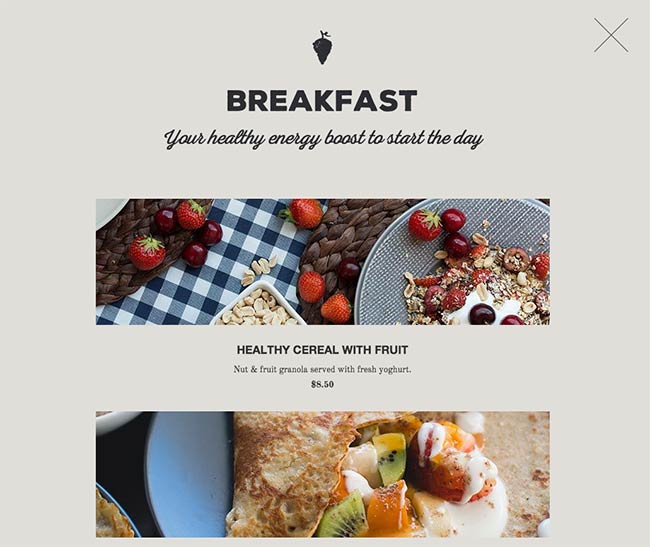 BREAKFAST
Your healthy energy boost to start the day
HEALTHY CEREAL WITH FRUIT
Nut & fruit granola served with fresh yoghurt.
$8.50